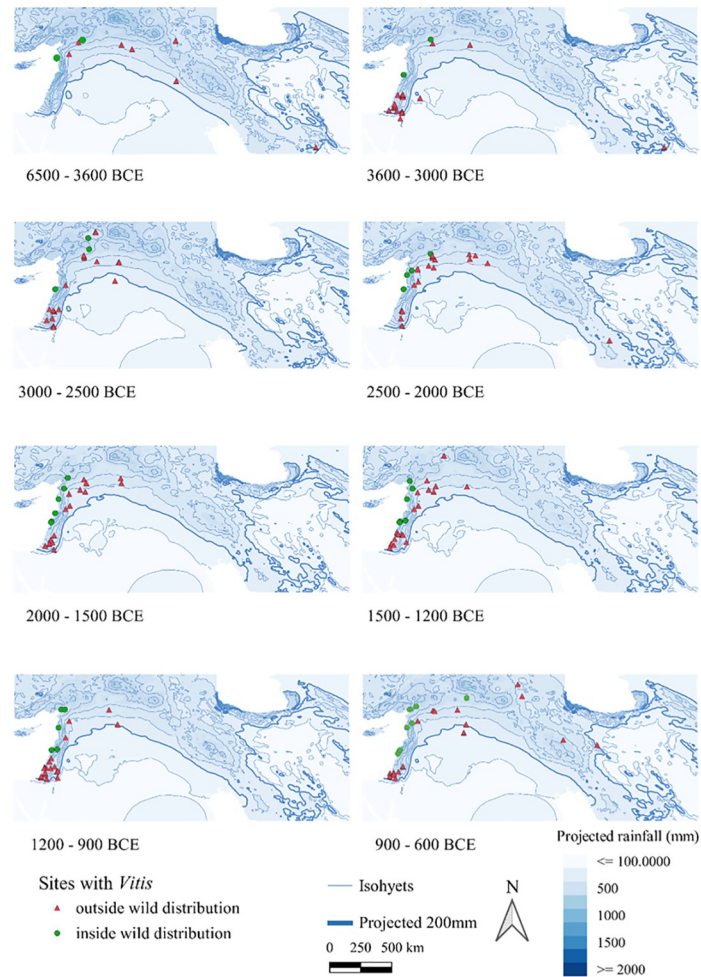 6500 - 3600 BCE
3600 - 3000 BCE
3000 - 2500 BCE
2500 - 2000 BCE
2000 - 1500 BCE
1500 - 1200 BCE
1200 - 900 BCE
900 - 600 BCE
Sites with Vitis
outside wild distribution
inside wild distribution
Isohyets
Projected 200mm
0 250 500 km
N
Projected rainfall (mm)
<= 100.0000
500
1000
1500
>= 2000